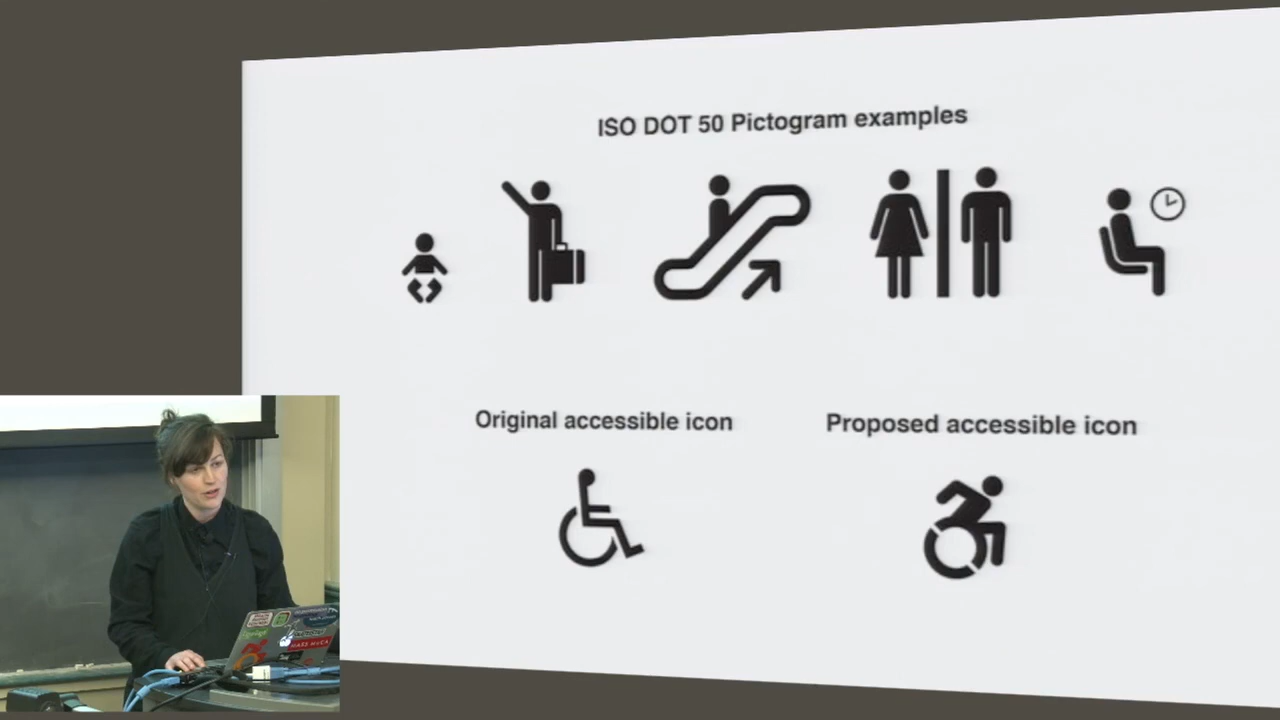 ISO DOT 50 Pictogram examples
Original accessible icon
Proposed accessible icon